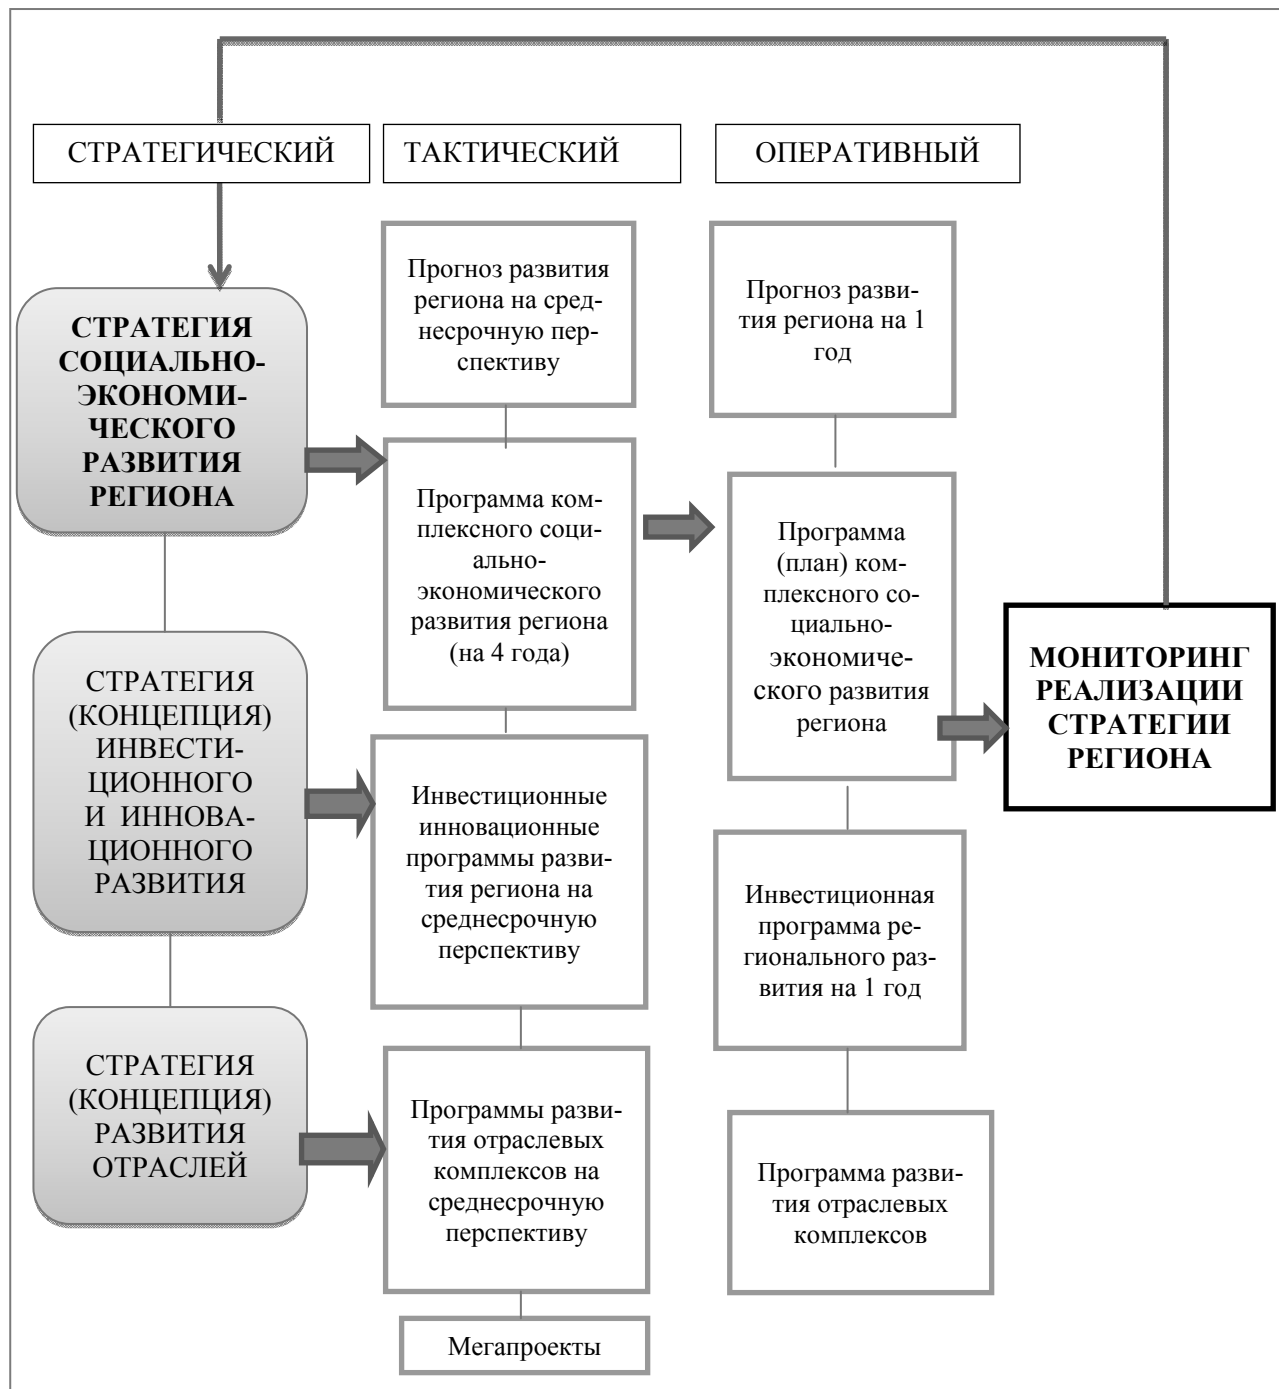 СТРАТЕГИЧЕСКИЙ
ТАКТИЧЕСКИЙ
ОПЕРАТИВНЫЙ
СТРАТЕГИЯ
СОЦИАЛЬНО-
ЭКОНОМИ-
ЧЕСКОГО
РАЗВИТИЯ
РЕГИОНА
СТРАТЕГИЯ
(КОНЦЕПЦИЯ)
ИНВЕСТИ-
ЦИОННОГО
И ИННОВА-
ЦИОННОГО
РАЗВИТИЯ
СТРАТЕГИЯ
(КОНЦЕПЦИЯ)
РАЗВИТИЯ
ОТРАСЛЕЙ
Прогноз развития
региона на сред-
несрочную пер-
спективу
Программа ком-
плексного соци-
ально-
экономического
развития региона
(на 4 года)
Инвестиционные
инновационные
программы разви-
тия региона на
среднесрочную
перспективу
Программы разви-
тия отраслевых
комплексов на
среднесрочную
перспективу
Мегапроекты
Прогноз разви-
тия региона на 1
год
Программа
(план) ком-
плексного со-
циально-
экономиче-
ского развития
региона
Инвестиционная
программа ре-
гионального раз-
вития на 1 год
Программа разви-
тия отраслевых
комплексов
МОНИТОРИНГ
РЕАЛИЗАЦИИ
СТРАТЕГИИ
РЕГИОНА